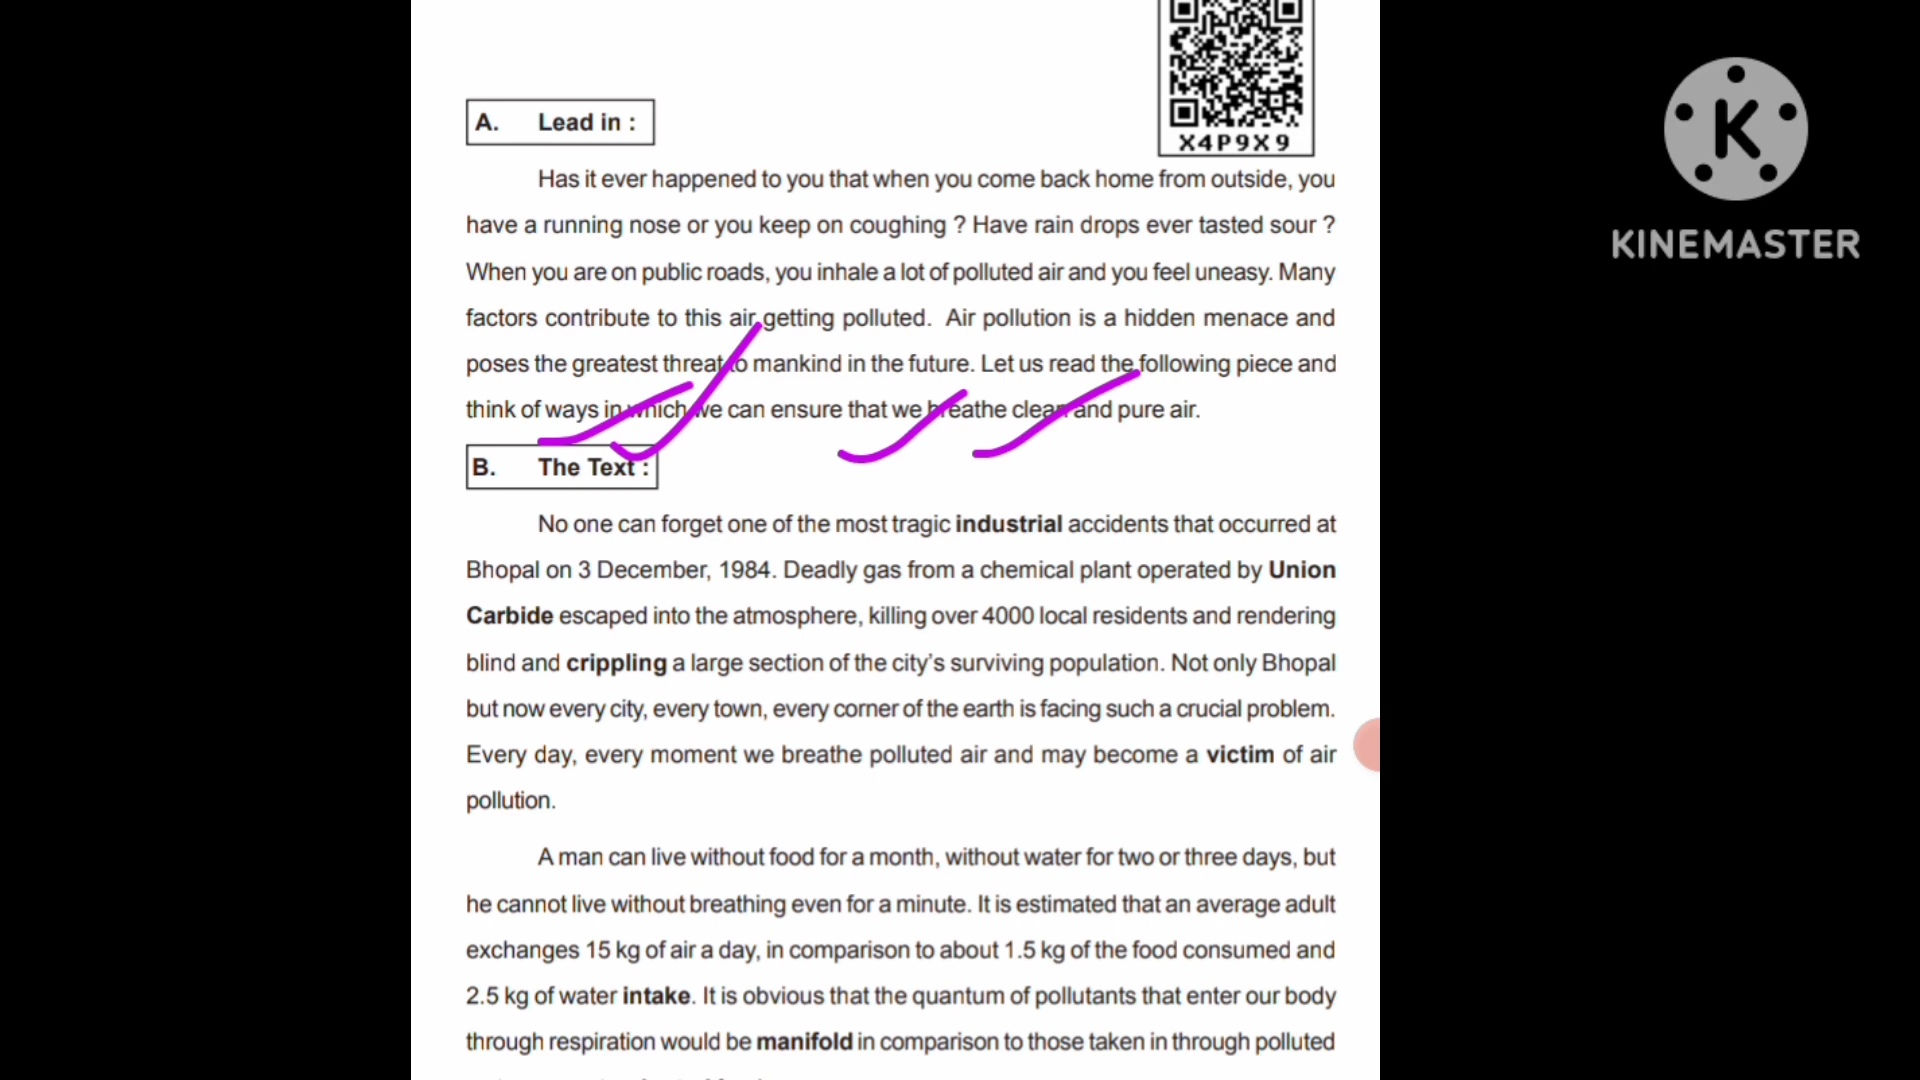 X4P9X9
KINEMASTER
A. Lead in :
Has it ever happened to you that when you come back home from outside, you
have a running nose or you keep on coughing ? Have rain drops ever tasted sour ?
When you are on public roads, you inhale a lot of polluted air and you feel uneasy. Many
factors contribute to this air getting polluted. Air pollution is a hidden menace and
poses the greatest threat to mankind in the future. Let us read the following piece and
think of ways in which we can ensure that we breathe clean and pure air.
B. The Text :
No one can forget one of the most tragic industrial accidents that occurred at
Bhopal on 3 December, 1984. Deadly gas from a chemical plant operated by Union
Carbide escaped into the atmosphere, killing over 4000 local residents and rendering
blind and crippling a large section of the city's surviving population. Not only Bhopal
but now every city, every town, every corner of the earth is facing such a crucial problem.
Every day, every moment we breathe polluted air and may become a victim of air
pollution.
A man can live without food for a month, without water for two or three days, but
he cannot live without breathing even for a minute. It is estimated that an average adult
exchanges 15 kg of air a day, in comparison to about 1.5 kg of the food consumed and
2.5 kg of water intake. It is obvious that the quantum of pollutants that enter our body
through respiration would be manifold in comparison to those taken in through polluted